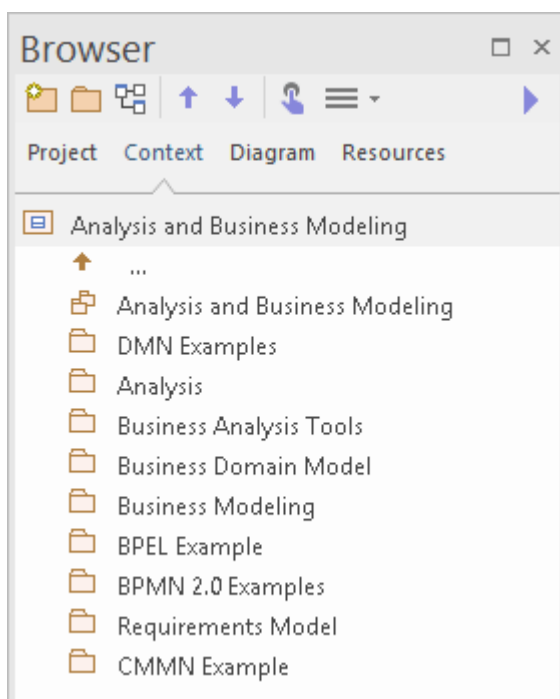 Browser
Project Context Diagram Resources
Analysis and Business Modeling
...
Analysis and Business Modeling
DMN Examples
Analysis
Business Analysis Tools
Business Domain Model
Business Modeling
BPEL Example
BPMN 2.0 Examples
Requirements Model
CMMN Example